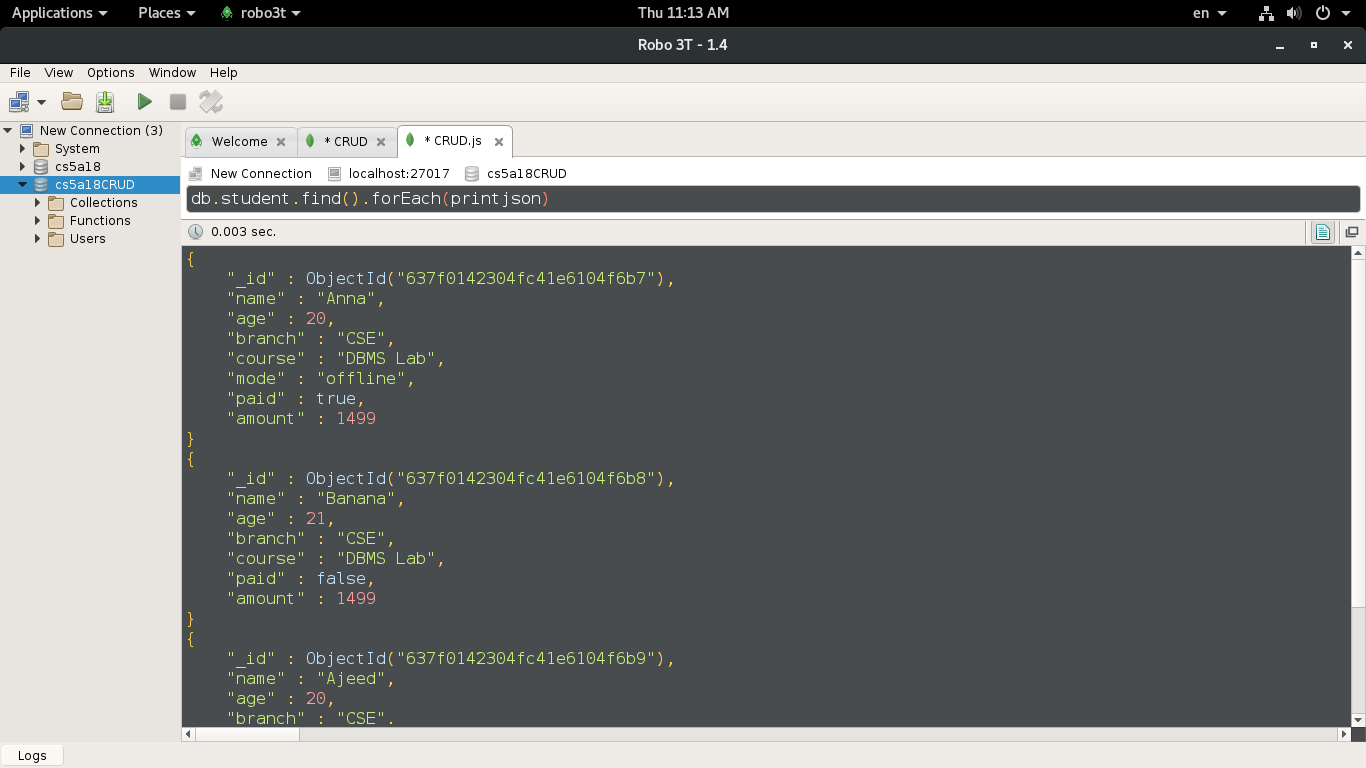 Applications Places robo3t Thu 11:13 AM en
Robo 3T - 1.4
File View Options Window Help
New Connection (3)
System
cs5a18
cs5a18CRUD
Collections
Functions
Users
Welcome * CRUD * CRUD.js
New Connection localhost:27017 cs5a18CRUD
db.student.find().forEach(printjson)
0.003 sec.
{
"_id" : ObjectId("637f0142304fc41e6104f6b7"),
"name" : "Anna",
"age" : 20,
"branch" : "CSE",
"course" : "DBMS Lab",
"mode" : "offline",
"paid" : true,
"amount" : 1499
}
{
"_id" : ObjectId("637f0142304fc41e6104f6b8"),
"name" : "Banana",
"age" : 21,
"branch" : "CSE",
"course" : "DBMS Lab",
"paid" : false,
"amount" : 1499
}
{
"_id" : ObjectId("637f0142304fc41e6104f6b9"),
"name" : "Ajeed",
"age" : 20,
"branch" : "CSE",
Logs